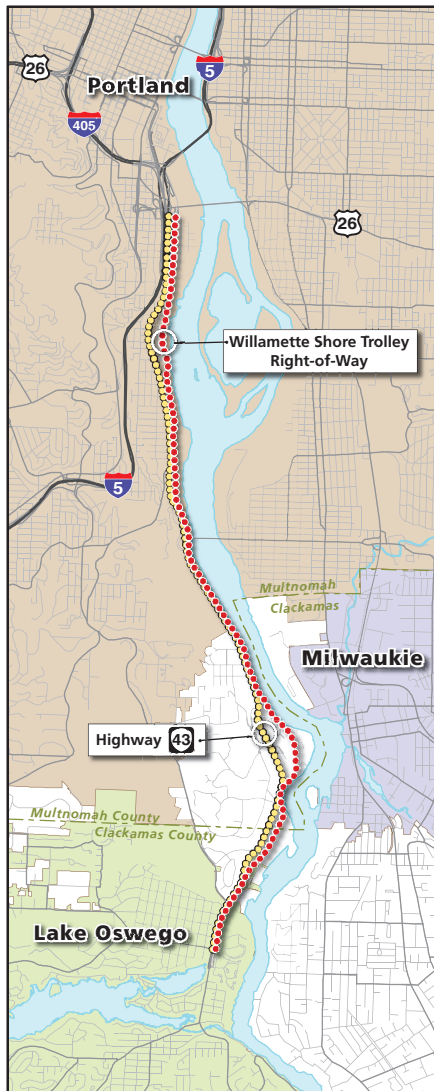 5
26
Portland
405
26
Willamette Shore Trolley
Right-of-Way
5
Multnomah
Clackamas
Milwaukie
Highway 43
Multnomah County
Clackamas County
Lake Oswego